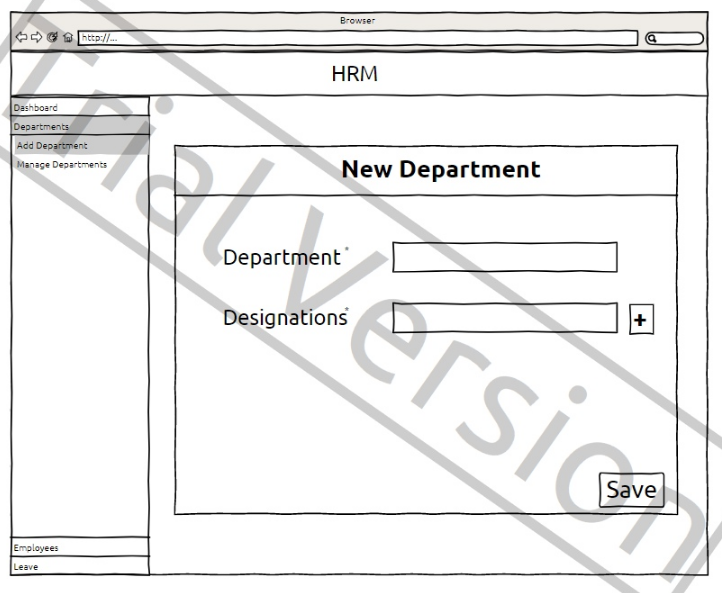 Browser
http://...
HRM
Dashboard
Departments
Add Department
Manage Departments
New Department
Department *
Designations *
+
Save
Employees
Leave
Trial Version